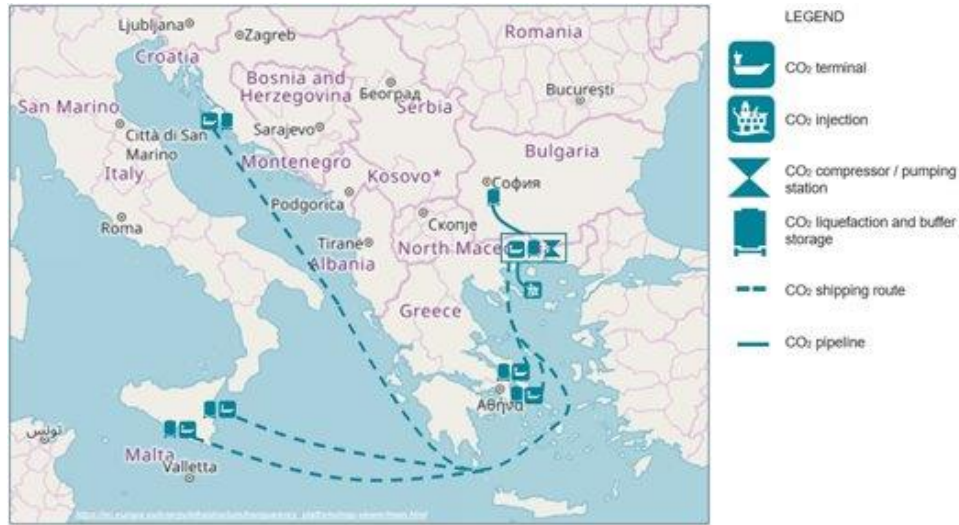 Ljubljana
Zagreb
Romania
Croatia
Bosnia and
Herzegovina
Београд
Serbia
București
San Marino
Città di San
Marino
Sarajevo
Italy
Montenegro
Kosovo*
Bulgaria
София
Podgorica
Roma
Скопје
Tiranë
North Mace
Albania
Greece
Αθήνα
تونس
Malta
Valletta
LEGEND
CO₂ terminal
CO₂ injection
CO₂ compressor / pumping
station
CO₂ liquefaction and buffer
storage
CO₂ shipping route
CO₂ pipeline